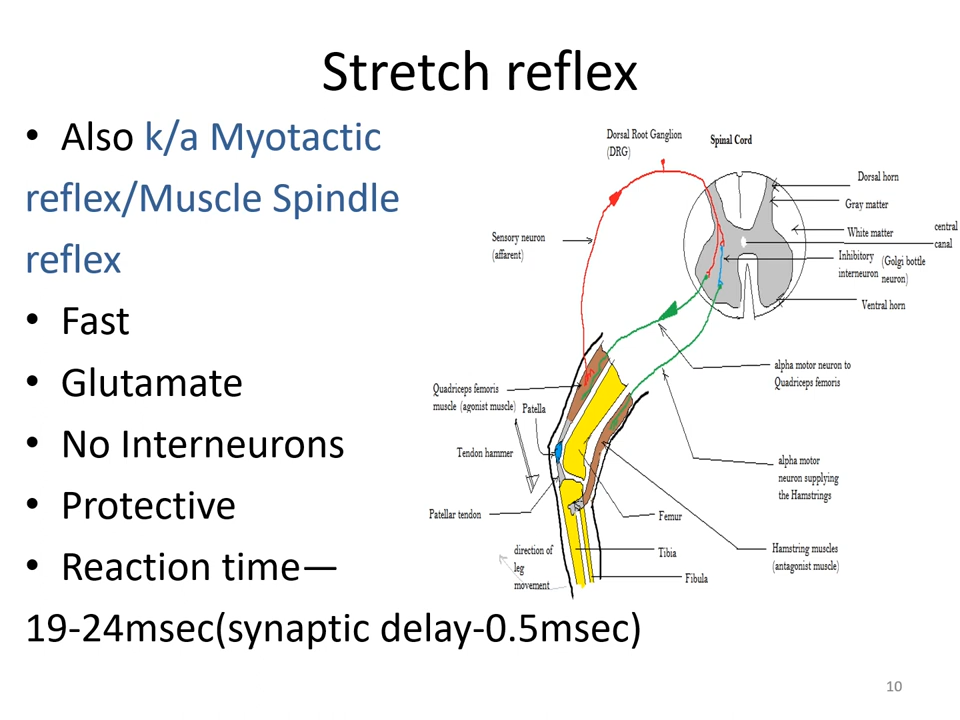 Stretch reflex
• Also k/a Myotactic
reflex/Muscle Spindle
reflex
• Fast
• Glutamate
• No Interneurons
• Protective
• Reaction time—
19-24msec(synaptic delay-0.5msec)
Dorsal Root Ganglion
(DRG)
Spinal Cord
Dorsal horn
Gray matter
White matter
central
canal
Inhibitory
interneuron
(Golgi bottle
neuron)
Ventral horn
Sensory neuron
(affarent)
alpha motor neuron to
Quadriceps femoris
Quadriceps femoris
muscle (agonist muscle)
Patella
Tendon hammer
alpha motor
neuron supplying
the Hamstrings
Patellar tendon
Femur
direction of
leg
movement
Tibia
Hamstring muscles
(antagonist muscle)
Fibula
10